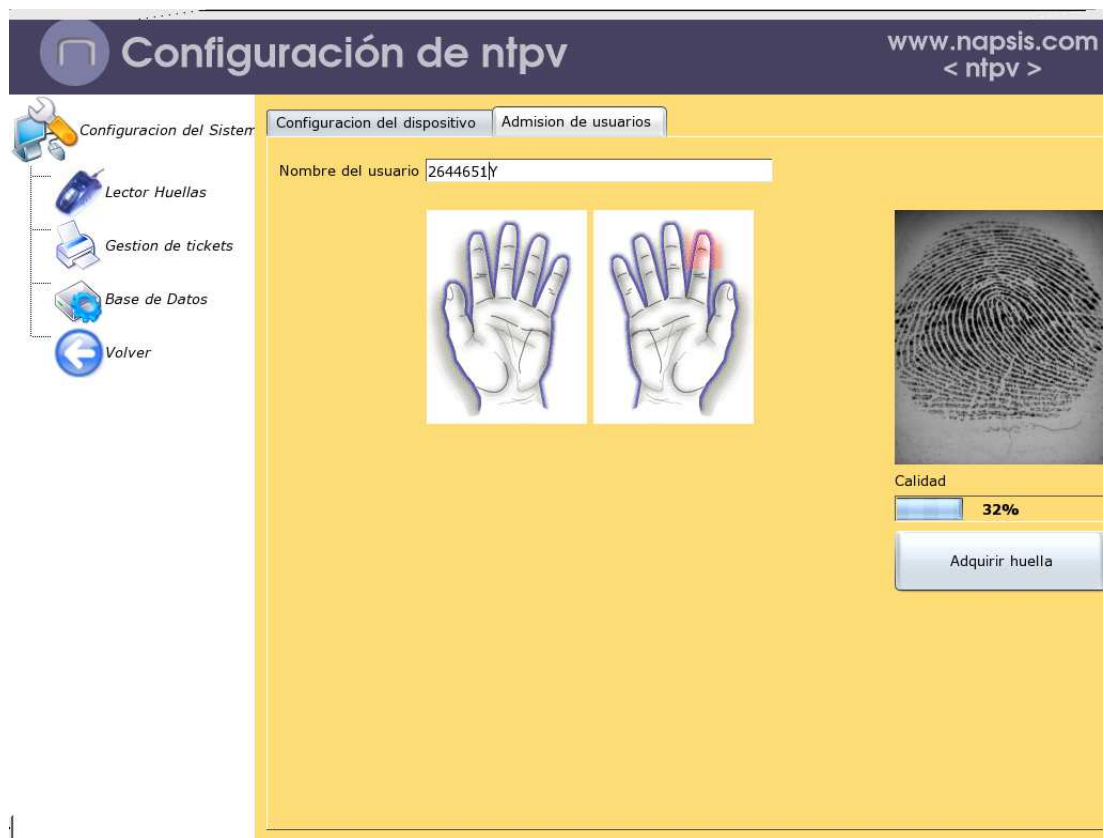 Configuración de ntpv
www.napsis.com
< ntpv >
Configuracion del Sistem
Lector Huellas
Gestion de tickets
Base de Datos
Volver
Configuracion del dispositivo
Admision de usuarios
Nombre del usuario 2644651Y
Calidad
32%
Adquirir huella